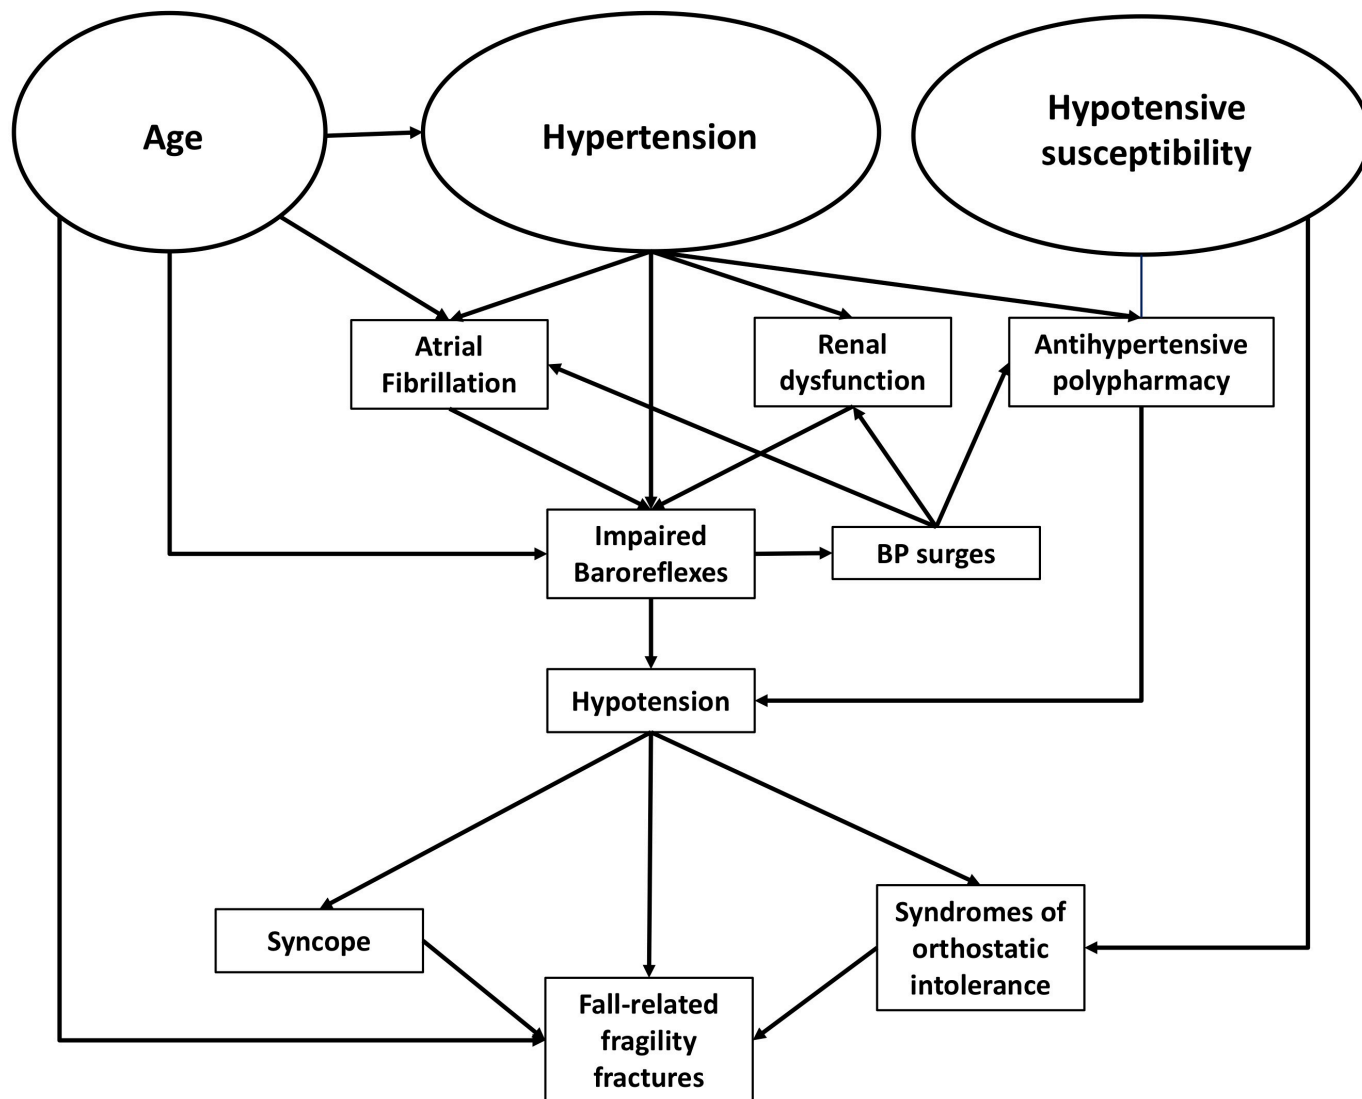 Age
Hypertension
Hypotensive
susceptibility
Atrial
Fibrillation
Renal
dysfunction
Antihypertensive
polypharmacy
Impaired
Baroreflexes
BP surges
Hypotension
Syncope
Syndromes of
orthostatic
intolerance
Fall-related
fragility
fractures